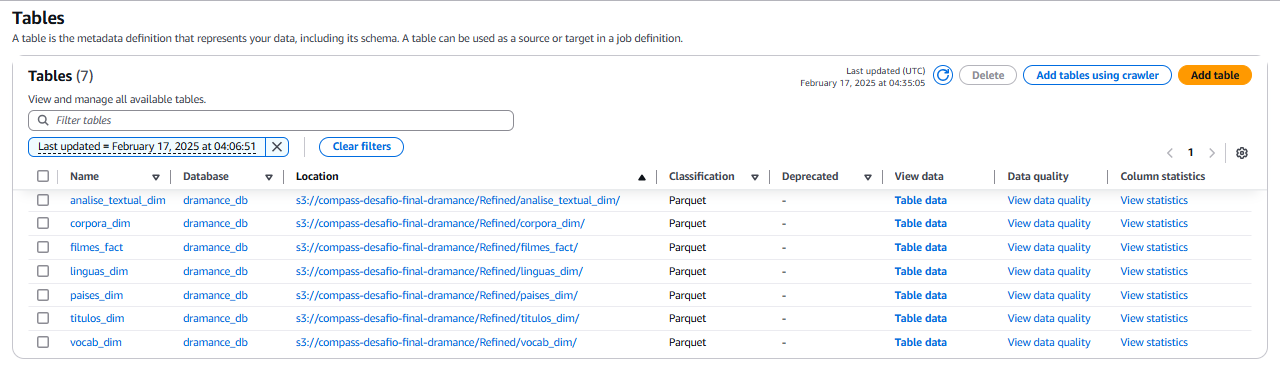 Tables
A table is the metadata definition that represents your data, including its schema. A table can be used as a source or target in a job definition.
Tables (7)
Last updated (UTC)
February 17, 2025 at 04:35:05
Delete
Add tables using crawler
Add table
View and manage all available tables.
Filter tables
Last updated = February 17, 2025 at 04:06:51
Clear filters
1
Name Database Location Classification Deprecated View data Data quality Column statistics
analise_textual_dim dramance_db s3://compass-desafio-final-dramance/Refined/analise_textual_dim/ Parquet - Table data View data quality View statistics
corpora_dim dramance_db s3://compass-desafio-final-dramance/Refined/corpora_dim/ Parquet - Table data View data quality View statistics
filmes_fact dramance_db s3://compass-desafio-final-dramance/Refined/filmes_fact/ Parquet - Table data View data quality View statistics
linguas_dim dramance_db s3://compass-desafio-final-dramance/Refined/linguas_dim/ Parquet - Table data View data quality View statistics
paises_dim dramance_db s3://compass-desafio-final-dramance/Refined/paises_dim/ Parquet - Table data View data quality View statistics
titulos_dim dramance_db s3://compass-desafio-final-dramance/Refined/titulos_dim/ Parquet - Table data View data quality View statistics
vocab_dim dramance_db s3://compass-desafio-final-dramance/Refined/vocab_dim/ Parquet - Table data View data quality View statistics